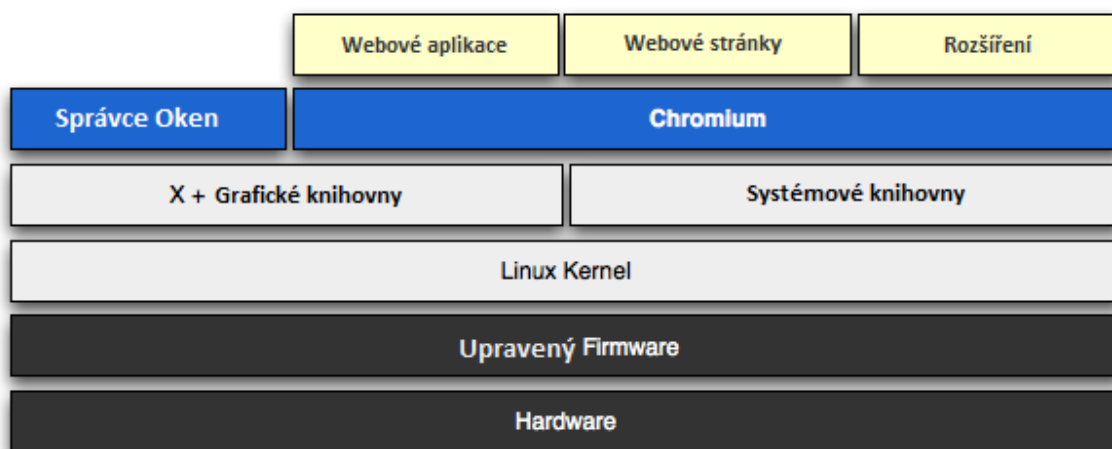 Webové aplikace
Webové stránky
Rozšíření
Správce Oken
Chromium
X + Grafické knihovny
Systémové knihovny
Linux Kernel
Upravený Firmware
Hardware